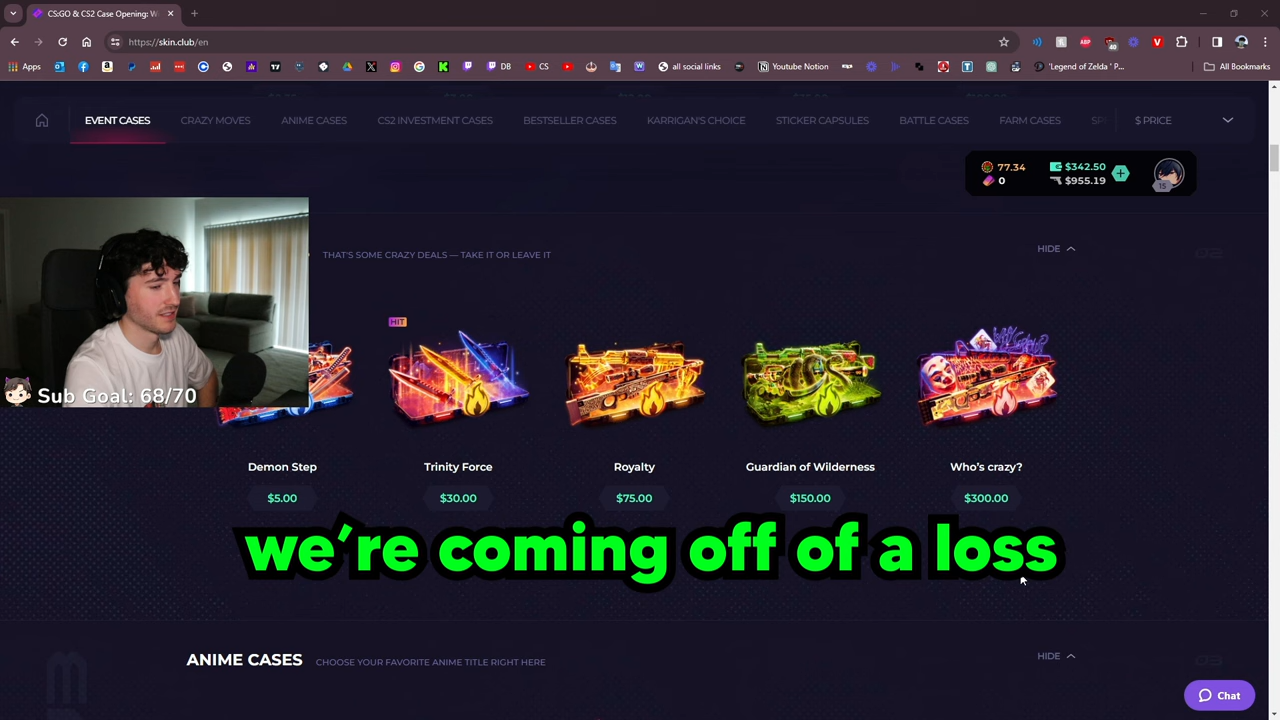 CS:GO & CS2 Case Opening: W
https://skin.club/en
Apps
DB
CS
all social links
Youtube Notion
'Legend of Zelda ' P...
All Bookmarks
EVENT CASES
CRAZY MOVES
ANIME CASES
CS2 INVESTMENT CASES
BESTSELLER CASES
KARRIGAN'S CHOICE
STICKER CAPSULES
BATTLE CASES
FARM CASES
$ PRICE
77.34
$342.50
0
$955.19
15
THAT'S SOME CRAZY DEALS — TAKE IT OR LEAVE IT
HIDE
02
HIT
Sub Goal: 68/70
Demon Step
Trinity Force
Royalty
Guardian of Wilderness
Who's crazy?
$5.00
$30.00
$75.00
$150.00
$300.00
we're coming off of a loss
ANIME CASES
CHOOSE YOUR FAVORITE ANIME TITLE RIGHT HERE
HIDE
03
Chat